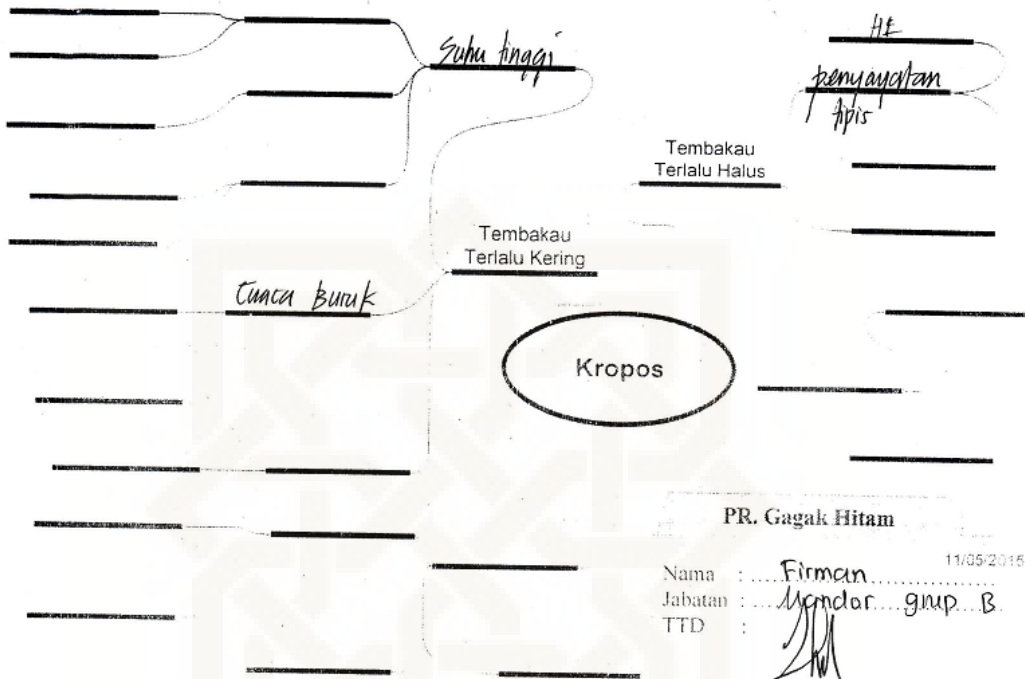 HE
Suhu tinggi
penyayatan
tipis
Tembakau
Terlalu Halus
Tembakau
Terlalu Kering
Cuaca Buruk
Kropos
PR. Gagak Hitam
11/05/2015
Nama : Firman
Jabatan : Mandor grup B
TTD :